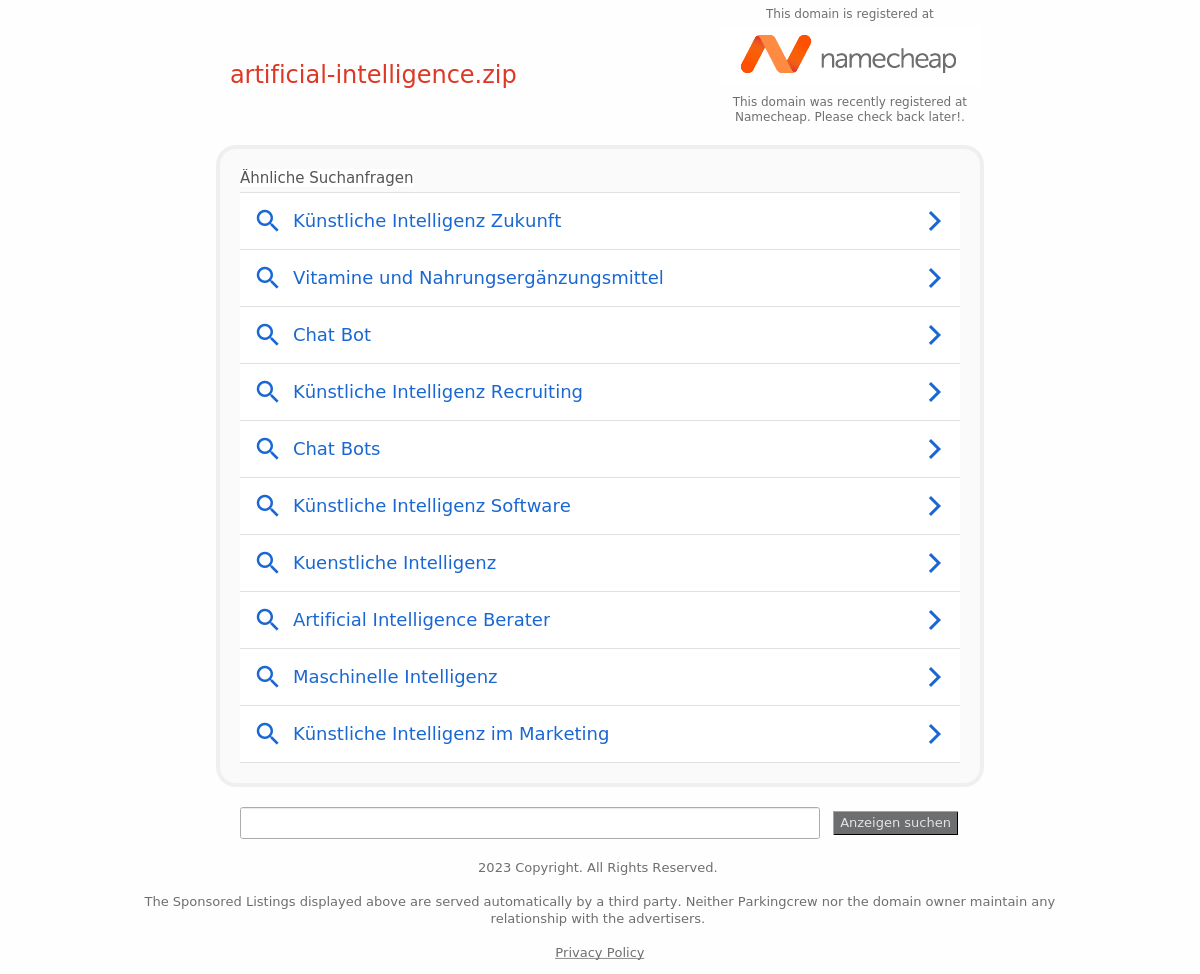 This domain is registered at
namecheap
artificial-intelligence.zip
This domain was recently registered at
Namecheap. Please check back later!.
Ähnliche Suchanfragen
Künstliche Intelligenz Zukunft
Vitamine und Nahrungsergänzungsmittel
Chat Bot
Künstliche Intelligenz Recruiting
Chat Bots
Künstliche Intelligenz Software
Kuenstliche Intelligenz
Artificial Intelligence Berater
Maschinelle Intelligenz
Künstliche Intelligenz im Marketing
Anzeigen suchen
2023 Copyright. All Rights Reserved.
The Sponsored Listings displayed above are served automatically by a third party. Neither Parkingcrew nor the domain owner maintain any
relationship with the advertisers.
Privacy Policy